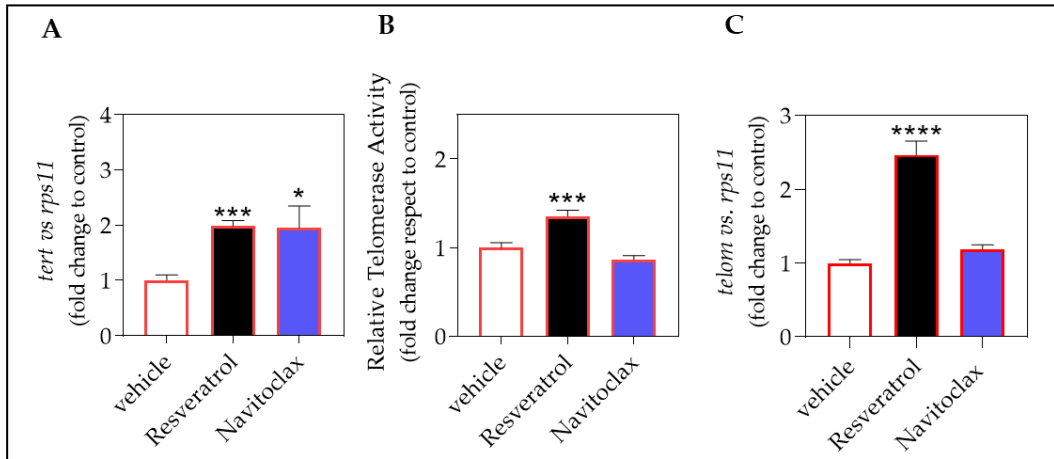 A
tert vs rps11
(fold change to control)
4
3
2
1
0
***
*
vehicle
Resveratrol
Navitoclax
B
Relative Telomerase Activity
(fold change respect to control)
2
1
0
***
vehicle
Resveratrol
Navitoclax
C
telom vs. rps11
(fold change to control)
3
2
1
0
****
vehicle
Resveratrol
Navitoclax